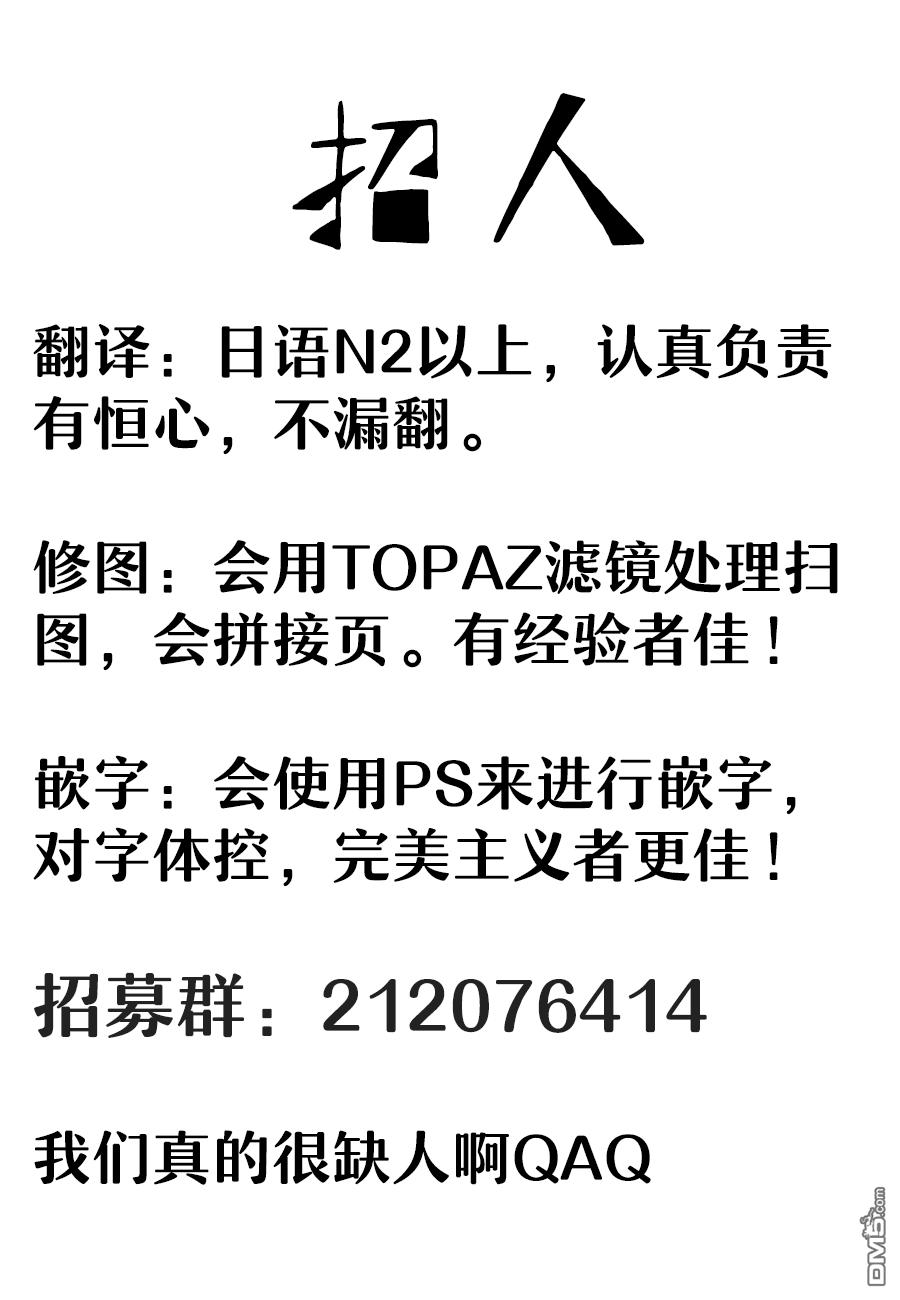 招人
翻译：日语N2以上，认真负责
有恒心，不漏翻。
修图：会用TOPAZ滤镜处理扫
图，会拼接页。有经验者佳！
嵌字：会使用PS来进行嵌字，
对字体控，完美主义者更佳！
招募群：212076414
我们真的很缺人啊QAQ
DM5.com